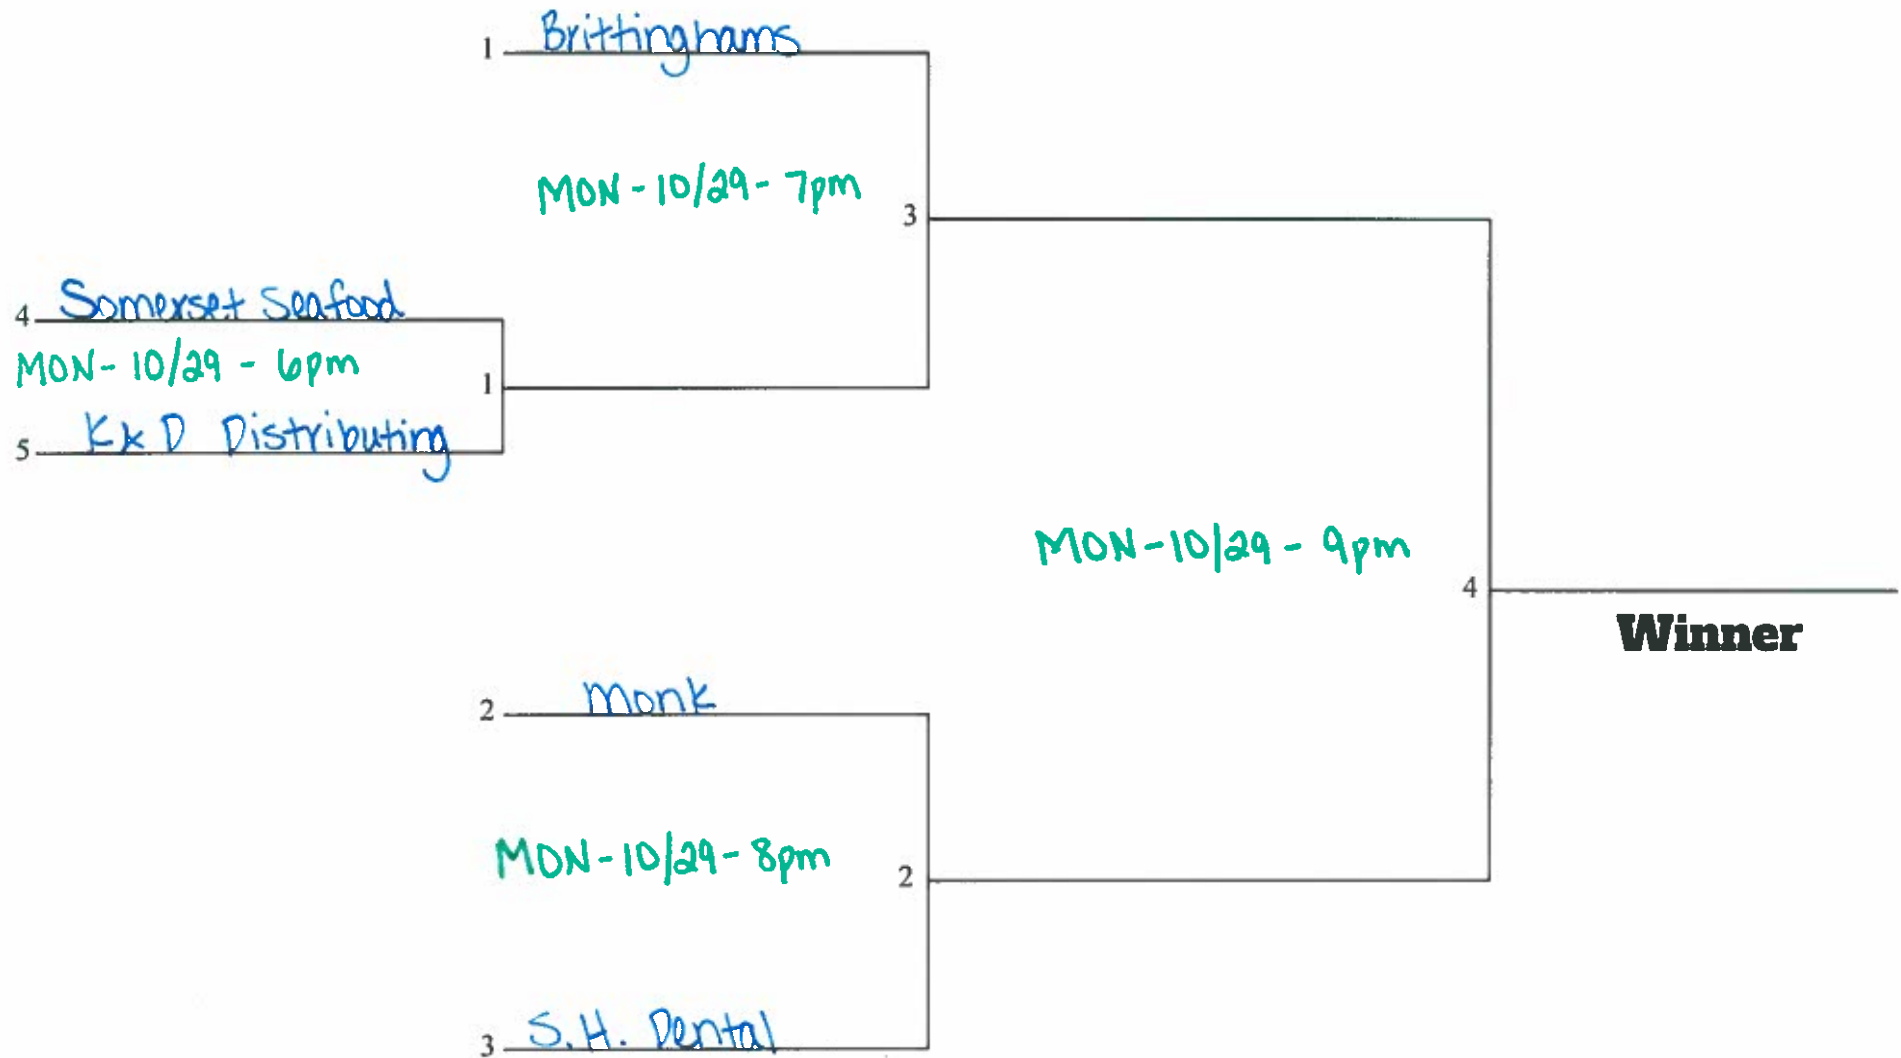 1 Brittinghams
MON - 10/29 - 7pm
3
4 Somerset Seafood
MON - 10/29 - 6pm
1
5 K&D Distributing
MON - 10/29 - 9pm
4
Winner
2 Monk
MON - 10/29 - 8pm
2
3 S.H. Dental